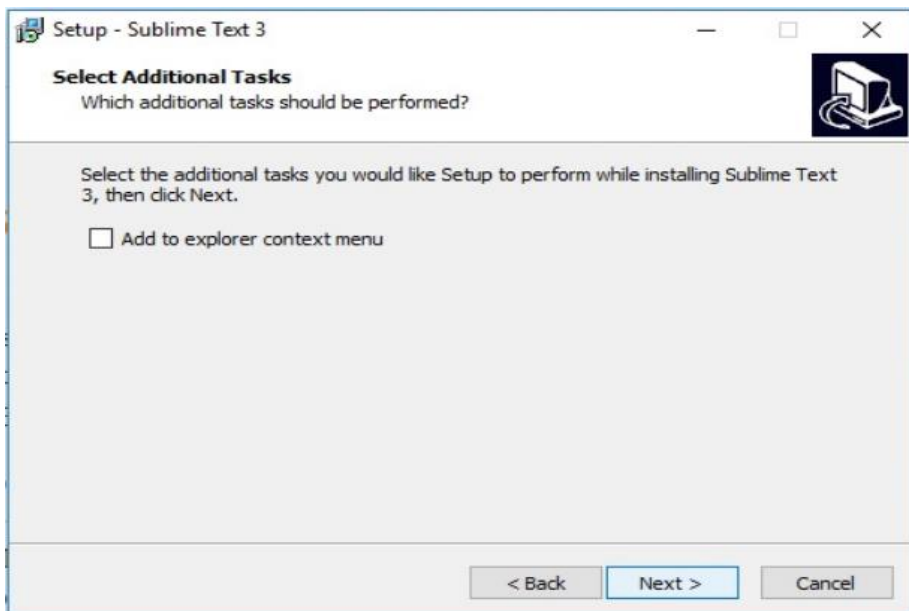 Setup - Sublime Text 3
Select Additional Tasks
Which additional tasks should be performed?
Select the additional tasks you would like Setup to perform while installing Sublime Text
3, then click Next.
Add to explorer context menu
< Back
Next >
Cancel